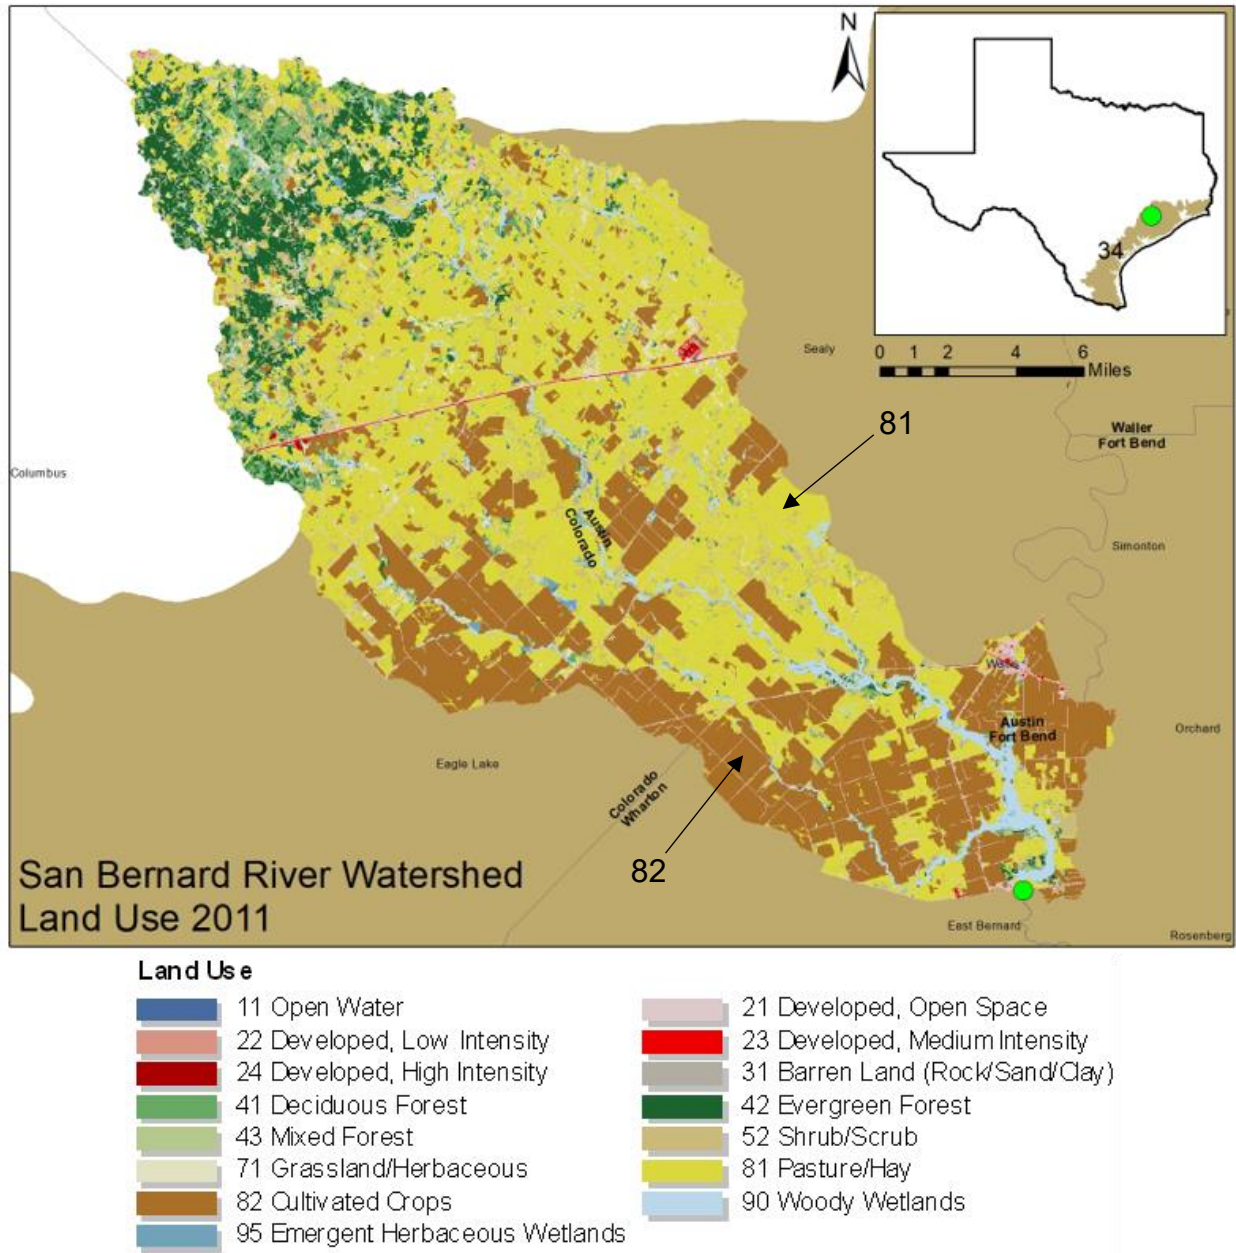 N
34
0 1 2 4 6
Miles
Sealy
81
Waller
Fort Bend
Columbus
Austin
Colorado
Simonton
Austin
Fort Bend
Orchard
Eagle Lake
Colorado
Wharton
82
San Bernard River Watershed
Land Use 2011
East Bernard
Rosenberg
Land Use
11 Open Water
22 Developed, Low Intensity
24 Developed, High Intensity
41 Deciduous Forest
43 Mixed Forest
71 Grassland/Herbaceous
82 Cultivated Crops
95 Emergent Herbaceous Wetlands
21 Developed, Open Space
23 Developed, Medium Intensity
31 Barren Land (Rock/Sand/Clay)
42 Evergreen Forest
52 Shrub/Scrub
81 Pasture/Hay
90 Woody Wetlands